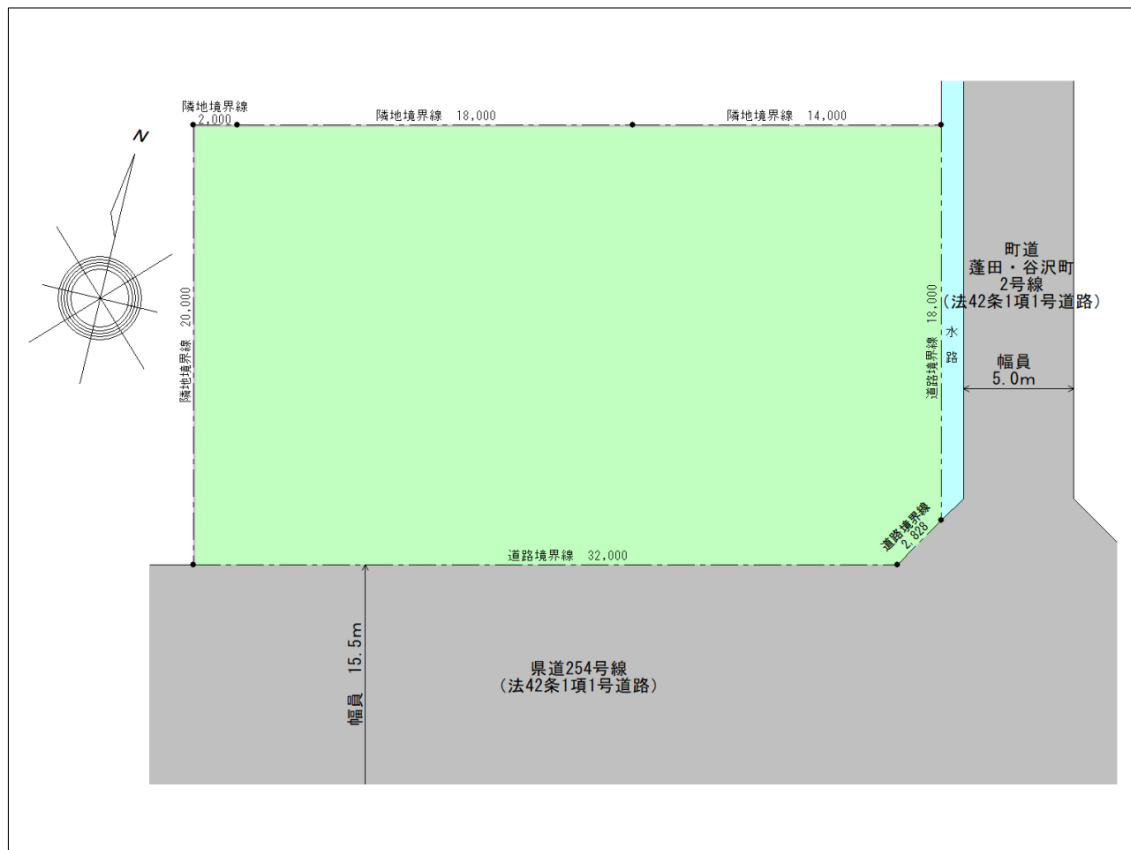 隣地境界線
2,000
隣地境界線 18,000
隣地境界線 14,000
N
隣地境界線 20,000
道路境界線 18,000
水路
町道
蓬田・谷沢町
2号線
(法42条1項1号道路)
幅員
5.0m
道路境界線
2,828
道路境界線 32,000
幅員 15.5m
県道254号線
(法42条1項1号道路)